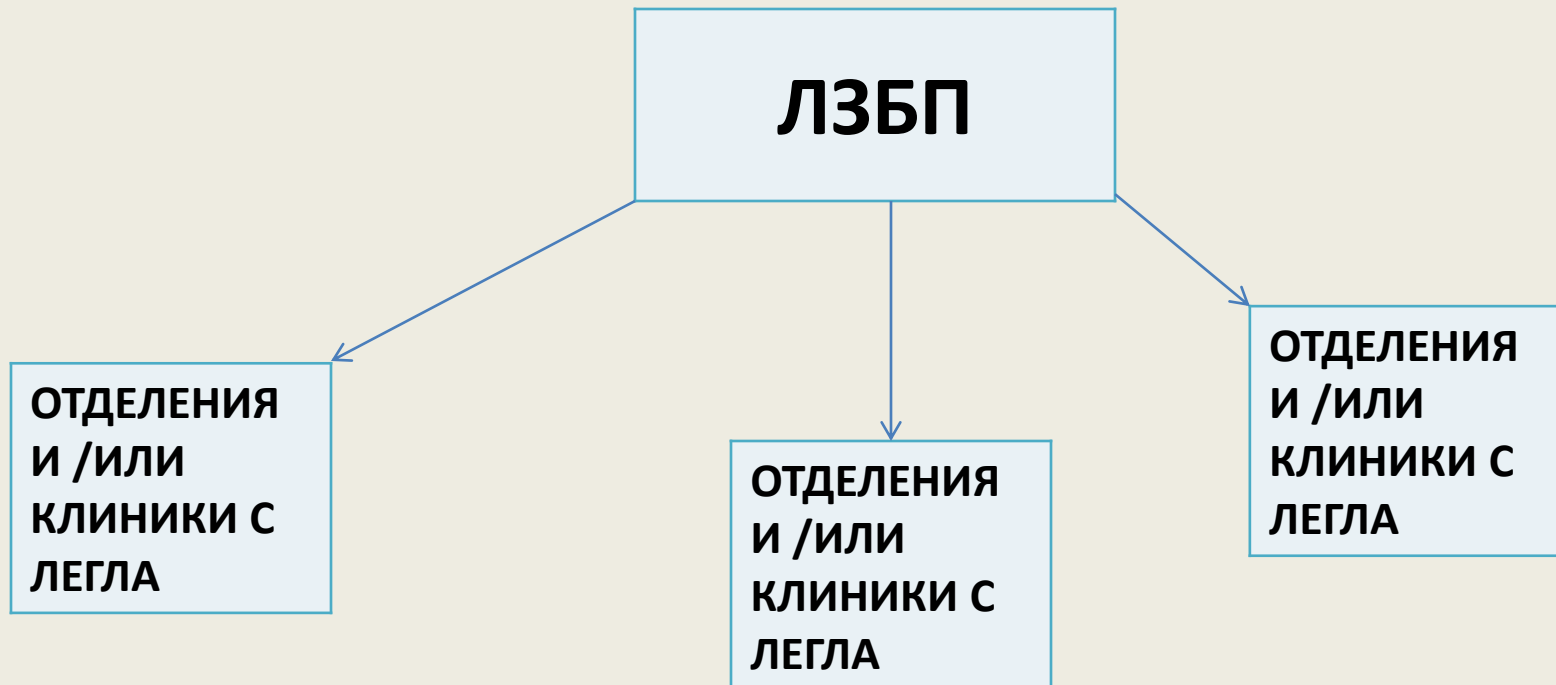 ЛЗБП
ОТДЕЛЕНИЯ
И /ИЛИ
КЛИНИКИ С
ЛЕГЛА
ОТДЕЛЕНИЯ
И /ИЛИ
КЛИНИКИ С
ЛЕГЛА
ОТДЕЛЕНИЯ
И /ИЛИ
КЛИНИКИ С
ЛЕГЛА